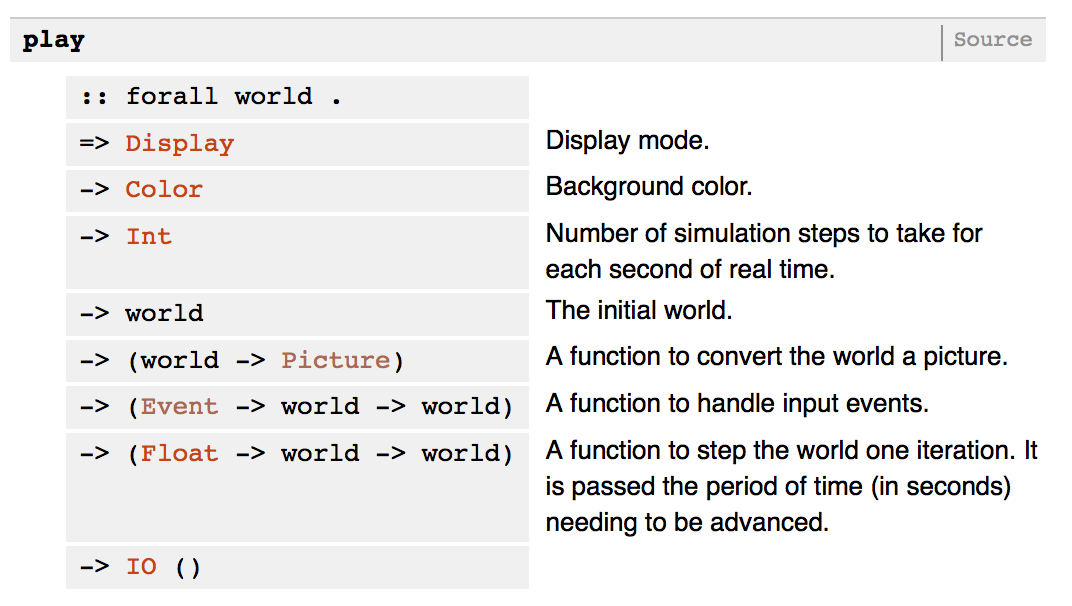 play Source
:: forall world .
=> Display Display mode.
-> Color Background color.
-> Int Number of simulation steps to take for
each second of real time.
-> world The initial world.
-> (world -> Picture) A function to convert the world a picture.
-> (Event -> world -> world) A function to handle input events.
-> (Float -> world -> world) A function to step the world one iteration. It
is passed the period of time (in seconds)
needing to be advanced.
-> IO ()